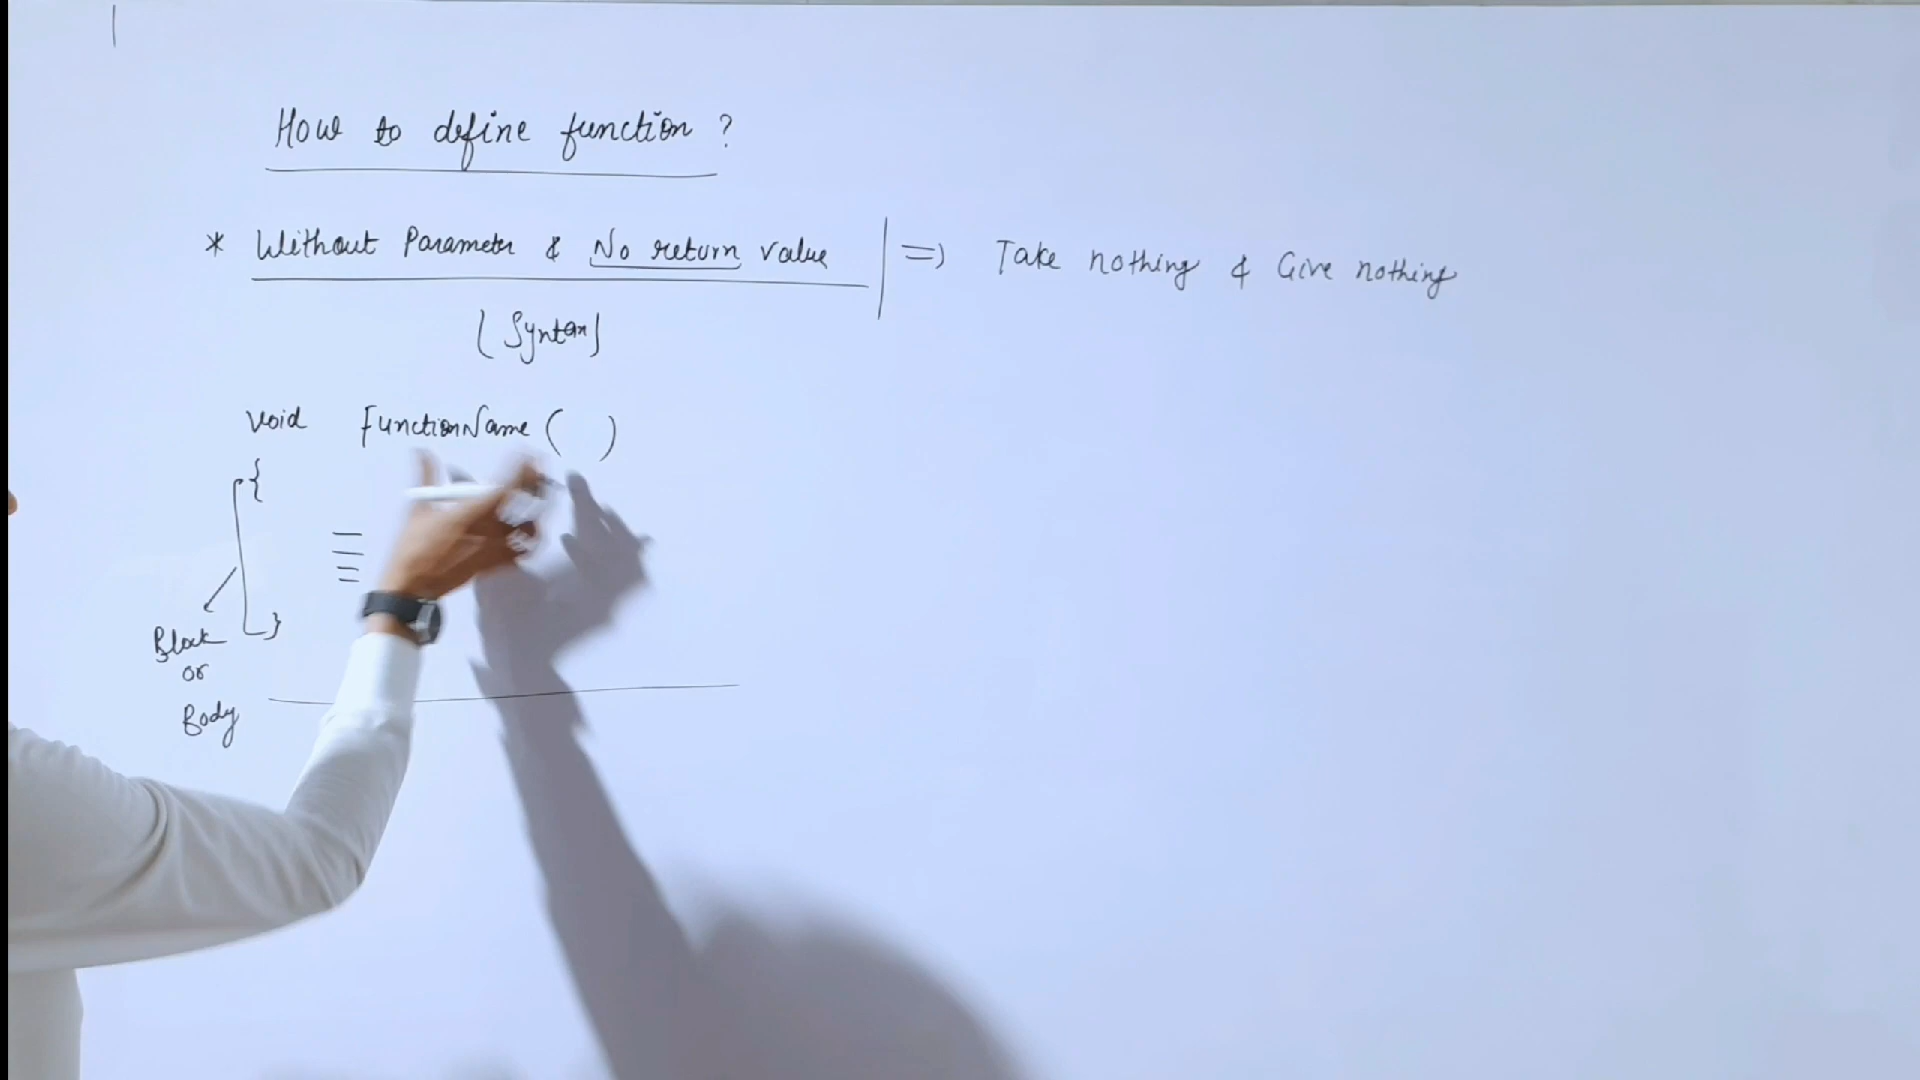 How to define function ?
* Without Parameter & No return value => Take nothing & Give nothing
(Syntax)
void FunctionName ( )
{
}
Block
or
Body